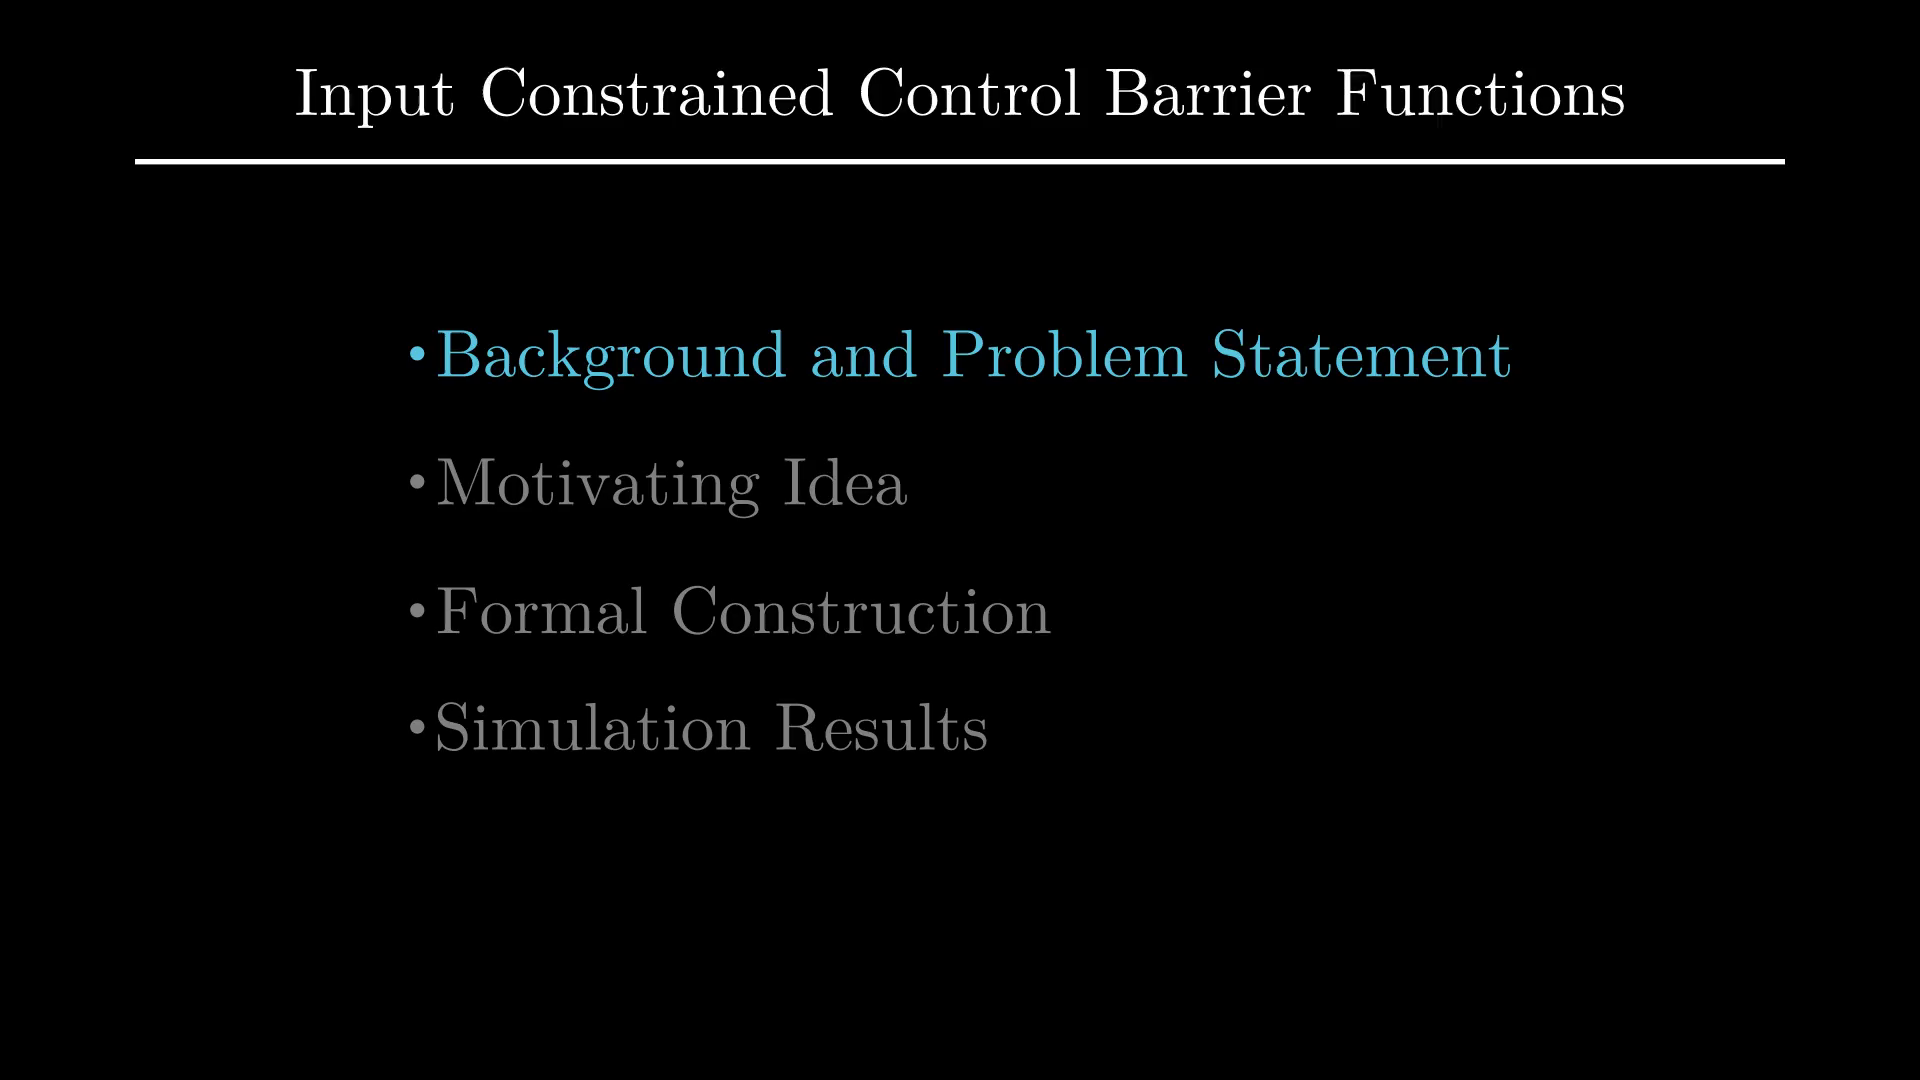 Input Constrained Control Barrier Functions
• Background and Problem Statement
• Motivating Idea
• Formal Construction
• Simulation Results